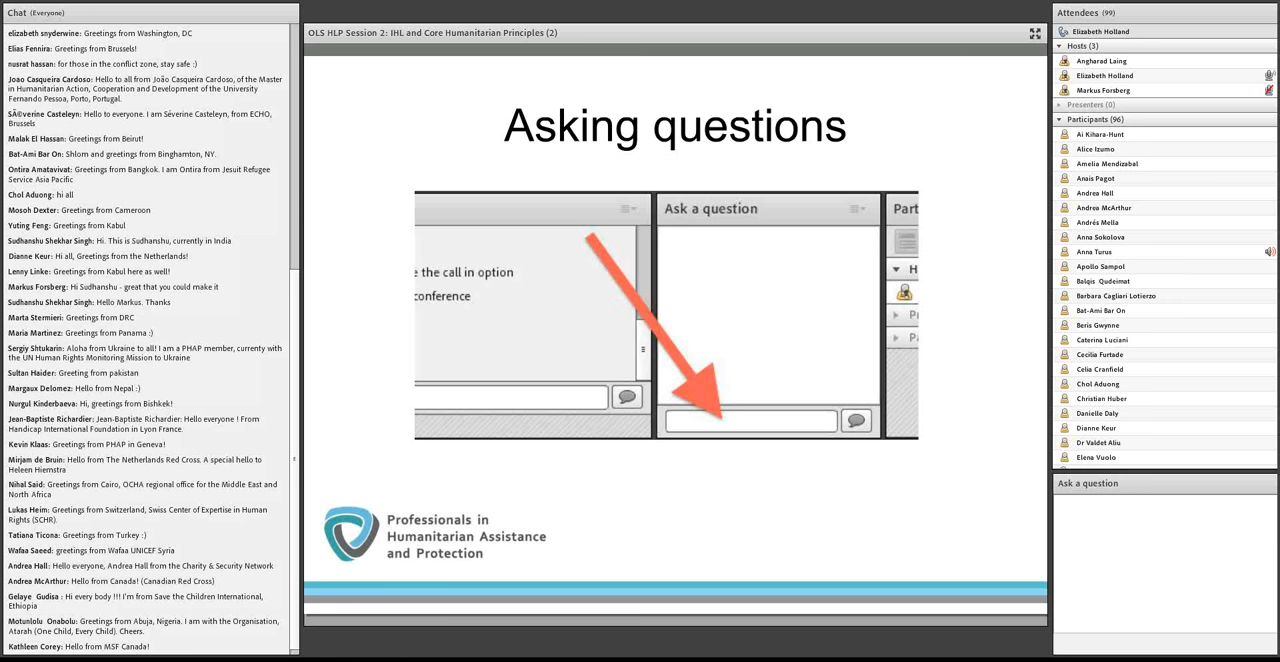 Chat (Everyone)
elizabeth snyderwine: Greetings from Washington, DC
Elias Fennira: Greetings from Brussels!
nusrat hassan: for those in the conflict zone, stay safe :)
Joao Casqueira Cardoso: Hello to all from João Casqueira Cardoso, of the Master
in Humanitarian Action, Cooperation and Development of the University
Fernando Pessoa, Porto, Portugal.
SÃ©verine Casteleyn: Hello to everyone. I am Séverine Casteleyn, from ECHO,
Brussels
Malak El Hassan: Greetings from Beirut!
Bat-Ami Bar On: Shlom and greetings from Binghamton, NY.
Ontira Amatavivat: Greetings from Bangkok. I am Ontira from Jesuit Refugee
Service Asia Pacific
Chol Aduong: hi all
Mosoh Dexter: Greetings from Cameroon
Yuting Feng: Greetings from Kabul
Sudhanshu Shekhar Singh: Hi. This is Sudhanshu, currently in India
Dianne Keur: Hi all, Greetings from the Netherlands!
Lenny Linke: Greetings from Kabul here as well!
Markus Forsberg: Hi Sudhanshu - great that you could make it
Sudhanshu Shekhar Singh: Hello Markus. Thanks
Marta Stermieri: Greetings from DRC
Maria Martinez: Greetings from Panama :)
Sergiy Shtukarin: Aloha from Ukraine to all! I am a PHAP member, currenty with
the UN Human Rights Monitoring Mission to Ukraine
Sultan Haider: Greeting from pakistan
Margaux Delomez: Hello from Nepal :)
Nurgul Kinderbaeva: Hi, greetings from Bishkek!
Jean-Baptiste Richardier: Jean-Baptiste Richardier: Hello everyone ! From
Handicap International Foundation in Lyon France.
Kevin Klaas: Greetings from PHAP in Geneva!
Mirjam de Bruin: Hello from The Netherlands Red Cross. A special hello to
Heleen Hiemstra
Nihal Said: Greetings from Cairo, OCHA regional office for the Middle East and
North Africa
Lukas Heim: Greetings from Switzerland, Swiss Center of Expertise in Human
Rights (SCHR).
Tatiana Ticona: Greetings from Turkey :)
Wafaa Saeed: greetings from Wafaa UNICEF Syria
Andrea Hall: Hello everyone, Andrea Hall from the Charity & Security Network
Andrea McArthur: Hello from Canada! (Canadian Red Cross)
Gelaye Gudisa : Hi every body !!! I'm from Save the Children International,
Ethiopia
Motunlolu Onabolu: Greetings from Abuja, Nigeria. I am with the Organisation,
Atarah (One Child, Every Child). Cheers.
Kathleen Corey: Hello from MSF Canada!
OLS HLP Session 2: IHL and Core Humanitarian Principles (2)
Asking questions
e the call in option
conference
Ask a question
Part
H
P
P
Professionals in
Humanitarian Assistance
and Protection
Attendees (99)
Elizabeth Holland
Hosts (3)
Angharad Laing
Elizabeth Holland
Markus Forsberg
Presenters (0)
Participants (96)
Ai Kihara-Hunt
Alice Izumo
Amelia Mendizabal
Anais Pagot
Andrea Hall
Andrea McArthur
Andrés Mella
Anna Sokolova
Anna Turus
Apollo Sampol
Balqis Qudeimat
Barbara Cagliari Lotierzo
Bat-Ami Bar On
Beris Gwynne
Caterina Luciani
Cecilia Furtade
Celia Cranfield
Chol Aduong
Christian Huber
Danielle Daly
Dianne Keur
Dr Valdet Aliu
Elena Vuolo
Ask a question